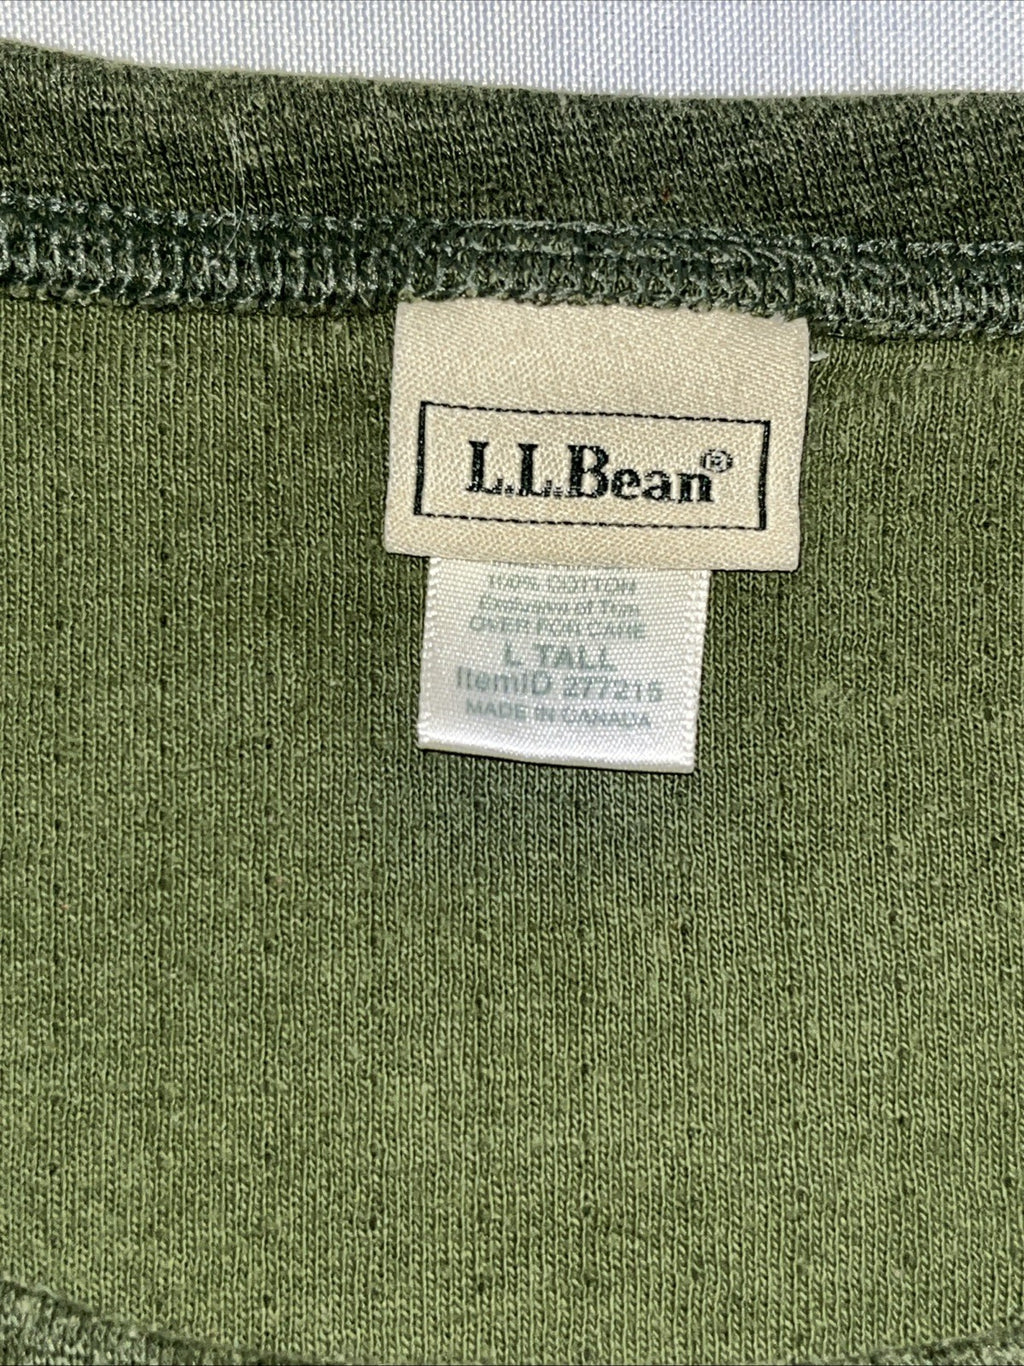 L.L.Bean®
100% COTTON
Exclusive of Trim
OVER FOR CARE
L TALL
ItemID 277215
MADE IN CANADA